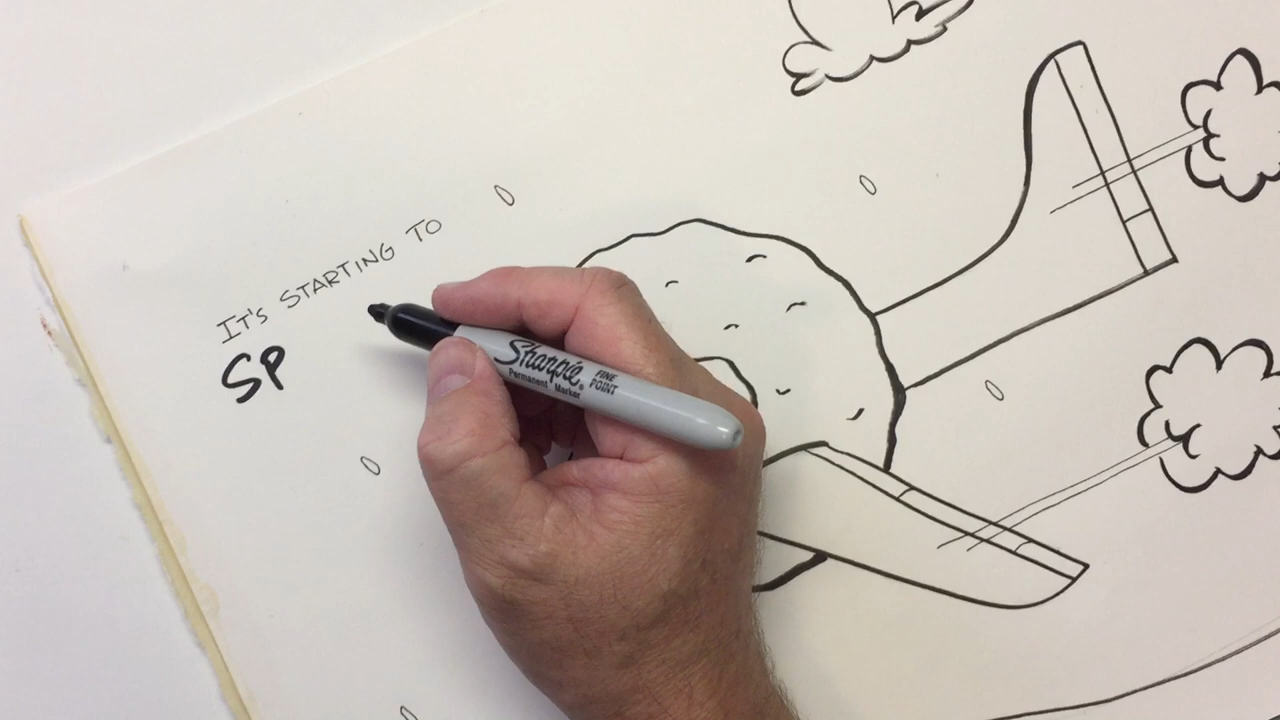 IT'S STARTING TO
SP
Sharpie®
FINE
POINT
Permanent Marker